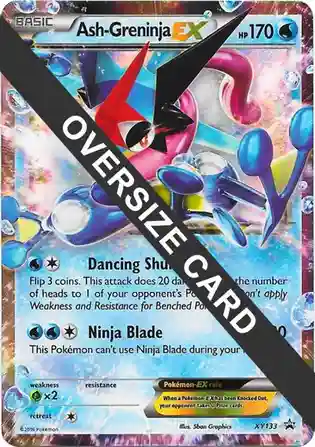 BASIC
Ash-Greninja EX HP 170
OVERSIZE CARD
Dancing Shu
Flip 3 coins. This attack does 20 da the number
of heads to 1 of your opponent's Pok n't apply
Weakness and Resistance for Benched Po
Ninja Blade 0
This Pokémon can't use Ninja Blade during your
weakness resistance
×2
retreat
Pokémon-EX rule
When a Pokémon-EX has been Knocked Out,
your opponent takes 2 Prize cards.
Illus. 5ban Graphics
©2016 Pokémon
XY133
PROMO